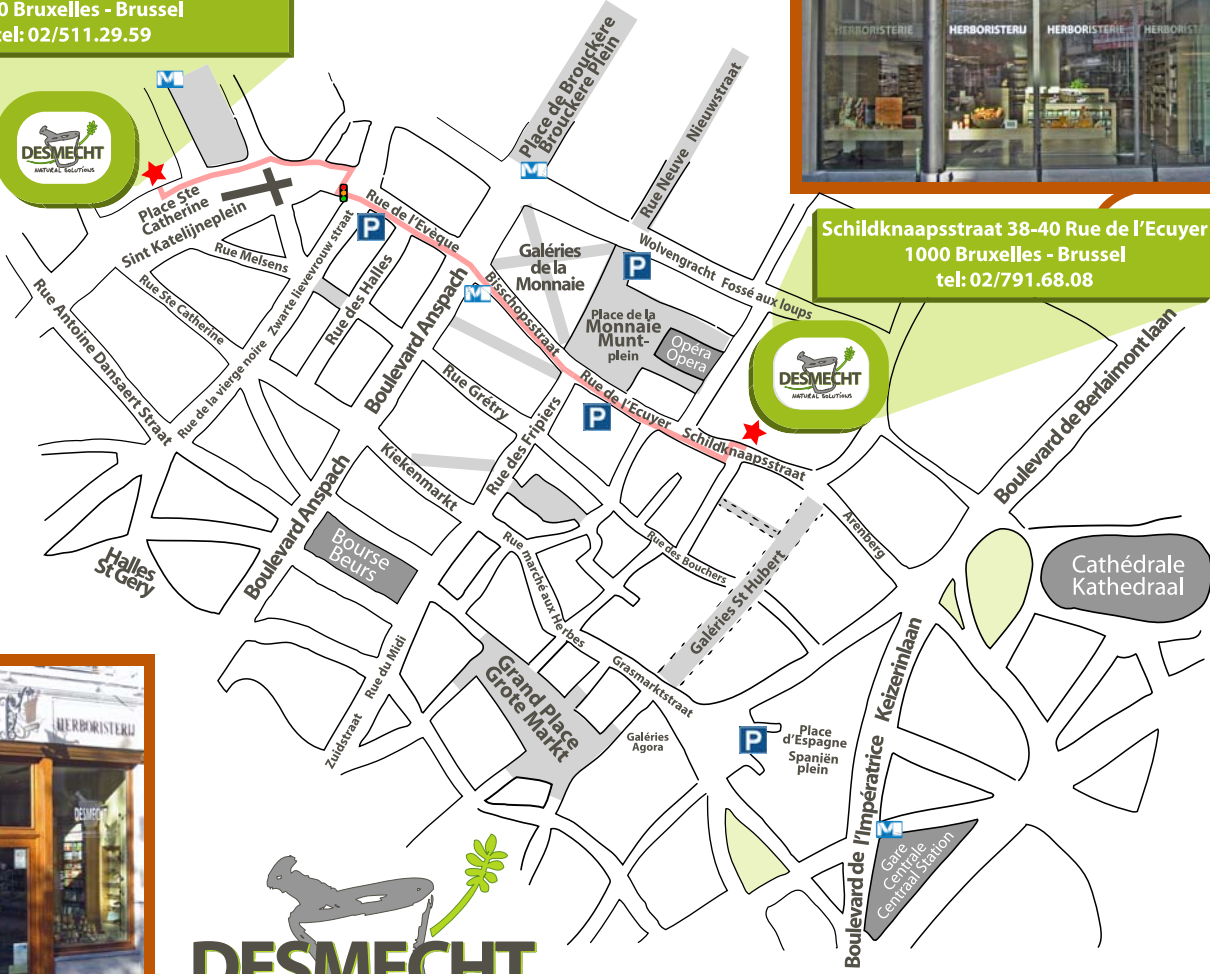 0 Bruxelles - Brussel
tel: 02/511.29.59
DESMECHT
NATURAL SOLUTIONS
HERBORISTERIE
HERBORISTERIJ
HERBORISTERIE
HERBORIST
Schildknaapsstraat 38-40 Rue de l'Ecuyer
1000 Bruxelles - Brussel
tel: 02/791.68.08
DESMECHT
NATURAL SOLUTIONS
Place de Brouckère
Brouckère Plein
Rue Neuve Nieuwstraat
Place Ste
Catherine
Sint Katelijneplein
Rue de l'Evèque
Bisschopsstraat
Rue Melsens
Rue Ste Catherine
Rue Antoine Dansaert Straat
Rue de la vierge noire
Zwarte lievevrouw straat
Rue des Halles
Boulevard Anspach
Galéries
de la
Monnaie
Wolvengracht Fossé aux loups
Place de la
Monnaie
Munt-
plein
Opéra
Opera
Rue de l'Ecuyer
Schildknaapsstraat
Rue Grétry
Rue des Fripiers
Kiekenmarkt
Boulevard Anspach
Boulevard de Berlaimont laan
Halles
St Géry
Bourse
Beurs
Rue marché aux Herbes
Rue des Bouchers
Galéries St Hubert
Arenberg
Cathédrale
Kathedraal
Rue du Midi
Zuidstraat
Grand Place
Grote Markt
Grasmarktstraat
Galéries
Agora
Place
d'Espagne
Spaniën
plein
Boulevard de l'Impératrice Keizerinlaan
Gare
Centrale
Centraal Station
P
P
P
P
M
M
M
M
HERBORISTERIJ
DESMECHT
DESMECHT